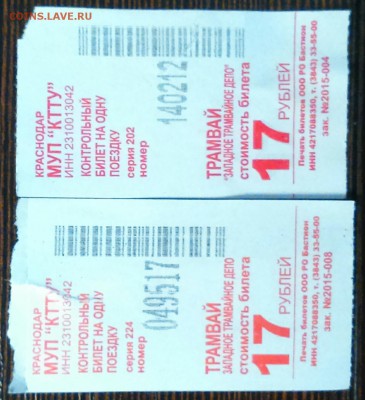 coins.lave.ru
КРАСНОДАР
МУП "КТТУ"
ИНН 2310013042
КОНТРОЛЬНЫЙ
БИЛЕТ НА ОДНУ
ПОЕЗДКУ
серия 202
номер
140212
ТРАМВАЙ
"ЗАПАДНОЕ ТРАМВАЙНОЕ ДЕПО"
стоимость билета
17 РУБЛЕЙ
Печать билетов ООО РО Бастион
ИНН 4217088350, т. (3843) 33-55-00
зак. №2015-004
КРАСНОДАР
МУП "КТТУ"
ИНН 2310013042
КОНТРОЛЬНЫЙ
БИЛЕТ НА ОДНУ
ПОЕЗДКУ
серия 224
номер
049517
ТРАМВАЙ
"ЗАПАДНОЕ ТРАМВАЙНОЕ ДЕПО"
стоимость билета
17 РУБЛЕЙ
Печать билетов ООО РО Бастион
ИНН 4217088350, т. (3843) 33-55-00
зак. №2015-008